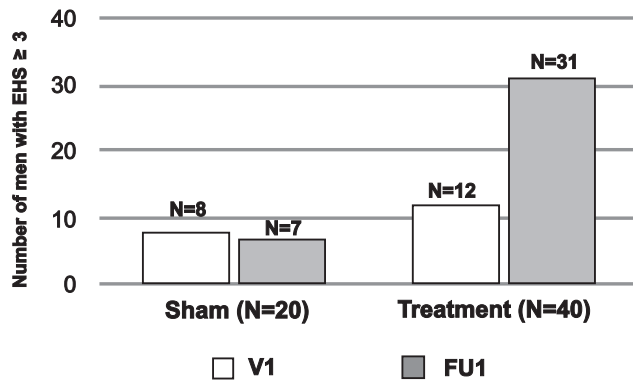 Number of men with EHS ≥ 3
40
30
20
10
0
N=8
N=7
N=12
N=31
Sham (N=20)
Treatment (N=40)
V1
FU1